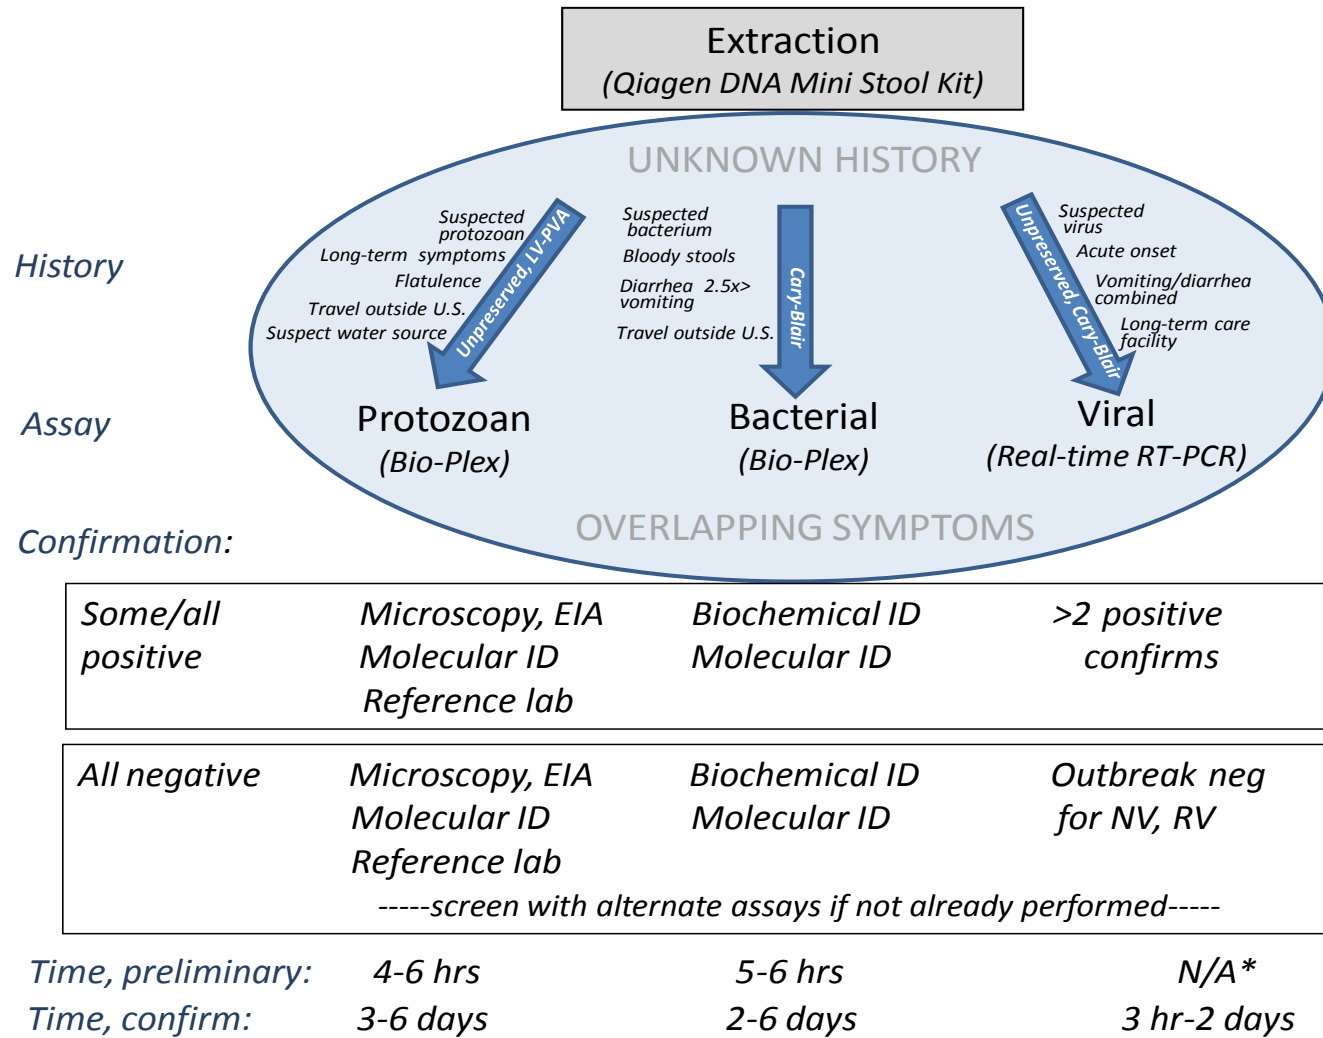 Extraction
(Qiagen DNA Mini Stool Kit)
UNKNOWN HISTORY
History
Suspected
protozoan
Long-term symptoms
Flatulence
Travel outside U.S.
Suspect water source
Unpreserved, LV-PVA
Suspected
bacterium
Bloody stools
Diarrhea 2.5x>
vomiting
Travel outside U.S.
Cary-Blair
Suspected
virus
Acute onset
Vomiting/diarrhea
combined
Long-term care
facility
Unpreserved, Cary-Blair
Assay
Protozoan
(Bio-Plex)
Bacterial
(Bio-Plex)
Viral
(Real-time RT-PCR)
OVERLAPPING SYMPTOMS
Confirmation:
Some/all
positive
Microscopy, EIA
Molecular ID
Reference lab
Biochemical ID
Molecular ID
>2 positive
confirms
All negative
Microscopy, EIA
Molecular ID
Reference lab
Biochemical ID
Molecular ID
Outbreak neg
for NV, RV
-----screen with alternate assays if not already performed-----
Time, preliminary: 4-6 hrs 5-6 hrs N/A*
Time, confirm: 3-6 days 2-6 days 3 hr-2 days